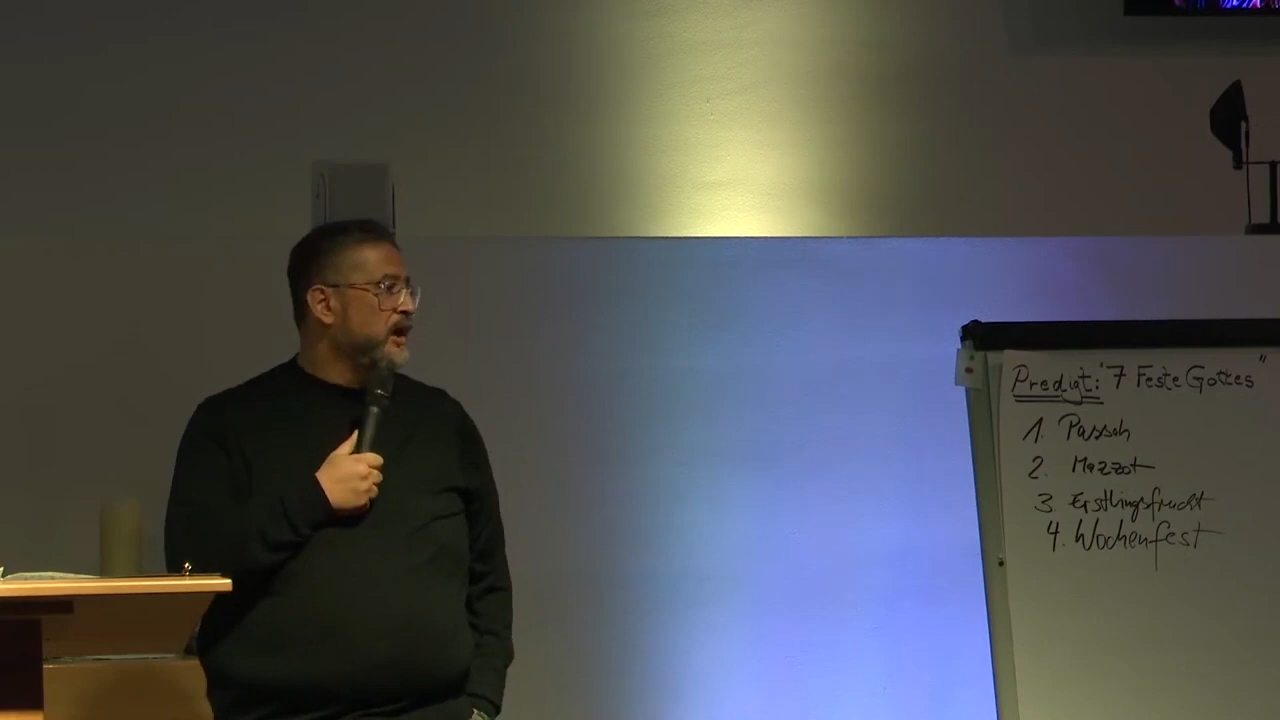 Predigt: "7 Feste Gottes"
1. Passah
2. Mazzot
3. Erstlingsfrucht
4. Wochenfest